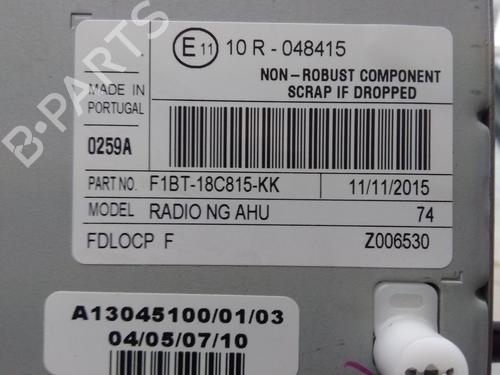 E 11 10 R - 048415
NON-ROBUST COMPONENT
SCRAP IF DROPPED
MADE IN
PORTUGAL
0259A
PART NO. F1BT-18C815-KK 11/11/2015
MODEL RADIO NG AHU 74
FDLOCP F Z006530
A13045100/01/03
04/05/07/10
B-PARTS